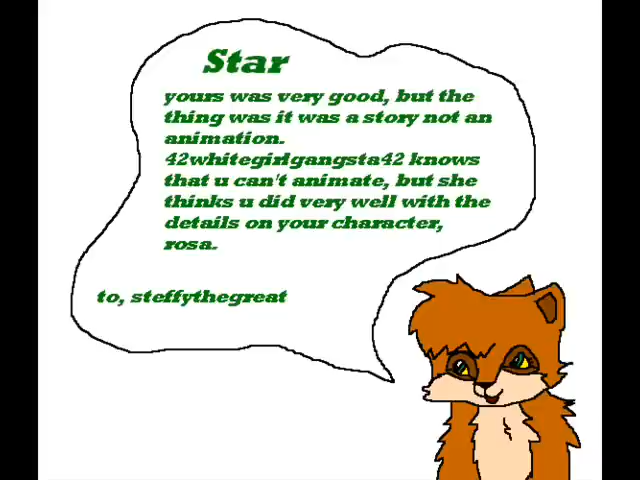 Star
yours was very good, but the
thing was it was a story not an
animation.
42whitegirlgangsta42 knows
that u can't animate, but she
thinks u did very well with the
details on your character,
rosa.
to, steffythegreat